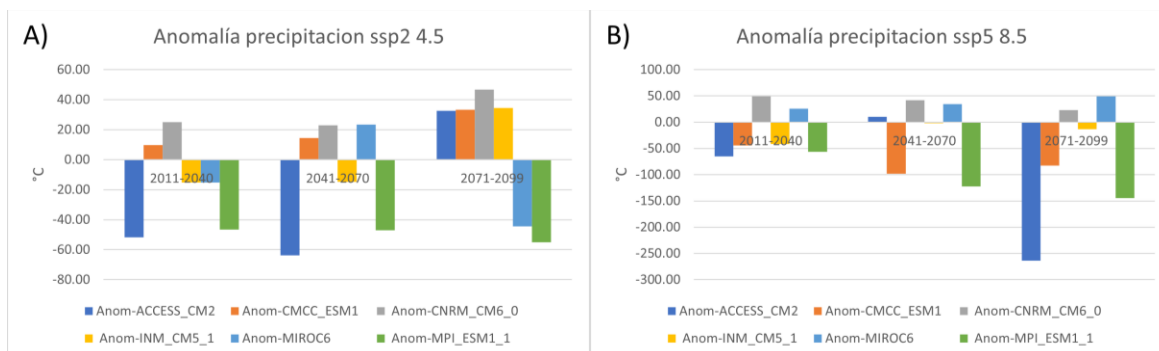 A)
Anomalía precipitacion ssp2 4.5
60.00
40.00
20.00
0.00
-20.00
-40.00
-60.00
-80.00
°C
2011-2040
2041-2070
2071-2099
Anom-ACCESS_CM2
Anom-CMCC_ESM1
Anom-CNRM_CM6_0
Anom-INM_CM5_1
Anom-MIROC6
Anom-MPI_ESM1_1
B)
Anomalía precipitacion ssp5 8.5
100.00
50.00
0.00
-50.00
-100.00
-150.00
-200.00
-250.00
-300.00
°C
2011-2040
2041-2070
2071-2099
Anom-ACCESS_CM2
Anom-CMCC_ESM1
Anom-CNRM_CM6_0
Anom-INM_CM5_1
Anom-MIROC6
Anom-MPI_ESM1_1